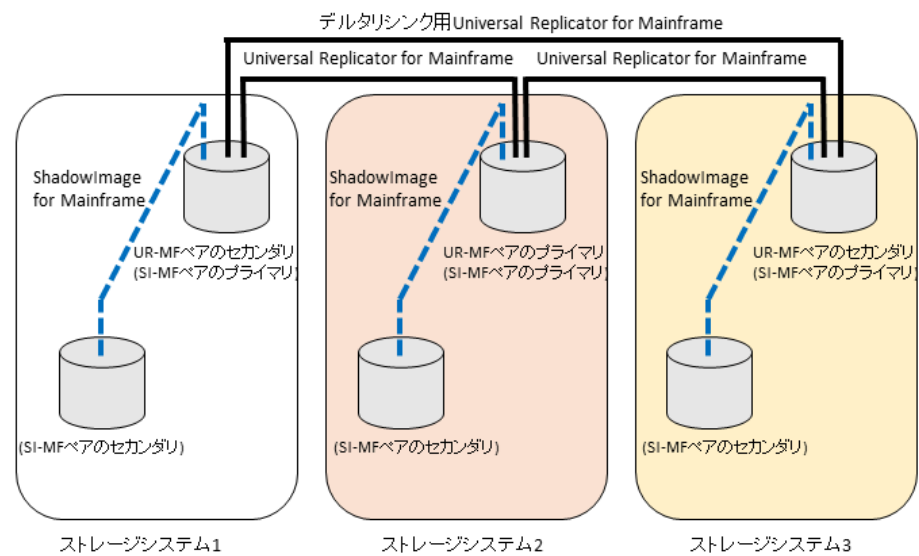 デルタリシンク用Universal Replicator for Mainframe
Universal Replicator for Mainframe
Universal Replicator for Mainframe
ShadowImage
for Mainframe
UR-MFペアのセカンダリ
(SI-MFペアのプライマリ)
(SI-MFペアのセカンダリ)
ストレージシステム1
ShadowImage
for Mainframe
UR-MFペアのプライマリ
(SI-MFペアのプライマリ)
(SI-MFペアのセカンダリ)
ストレージシステム2
ShadowImage
for Mainframe
UR-MFペアのセカンダリ
(SI-MFペアのプライマリ)
(SI-MFペアのセカンダリ)
ストレージシステム3